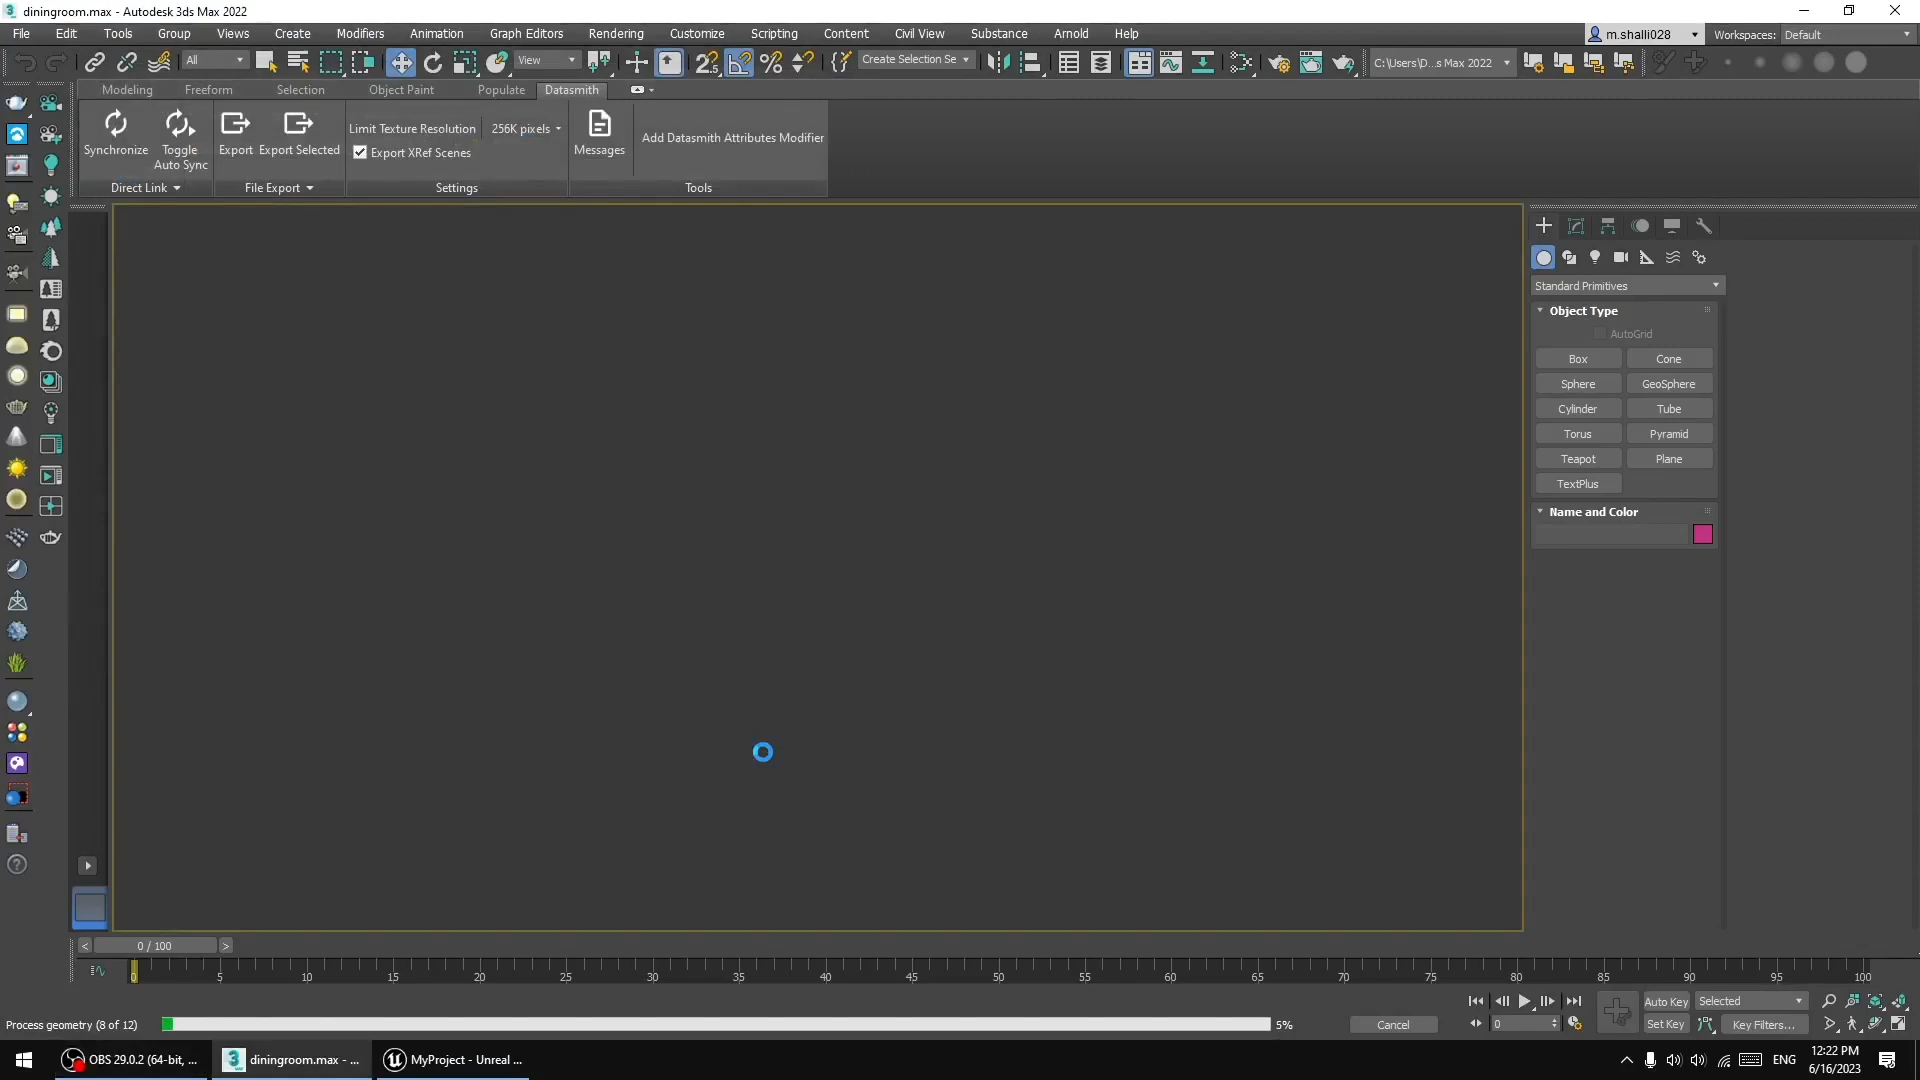 diningroom.max - Autodesk 3ds Max 2022
File Edit Tools Group Views Create Modifiers Animation Graph Editors Rendering Customize Scripting Content Civil View Substance Arnold Help
m.shalli028 Workspaces: Default
All View Create Selection Se C:\Users\D...s Max 2022
Modeling Freeform Selection Object Paint Populate Datasmith
Synchronize Toggle Auto Sync Export Export Selected
Limit Texture Resolution 256K pixels
Export XRef Scenes
Messages Add Datasmith Attributes Modifier
Direct Link File Export Settings Tools
Standard Primitives
Object Type
AutoGrid
Box Cone
Sphere GeoSphere
Cylinder Tube
Torus Pyramid
Teapot Plane
TextPlus
Name and Color
< 0 / 100 >
0 5 10 15 20 25 30 35 40 45 50 55 60 65 70 75 80 85 90 95 100
Auto Key Selected
Process geometry (8 of 12) 5% Cancel 0 Set Key Key Filters...
OBS 29.0.2 (64-bit, ... diningroom.max - ... MyProject - Unreal ... ENG
12:22 PM
6/16/2023